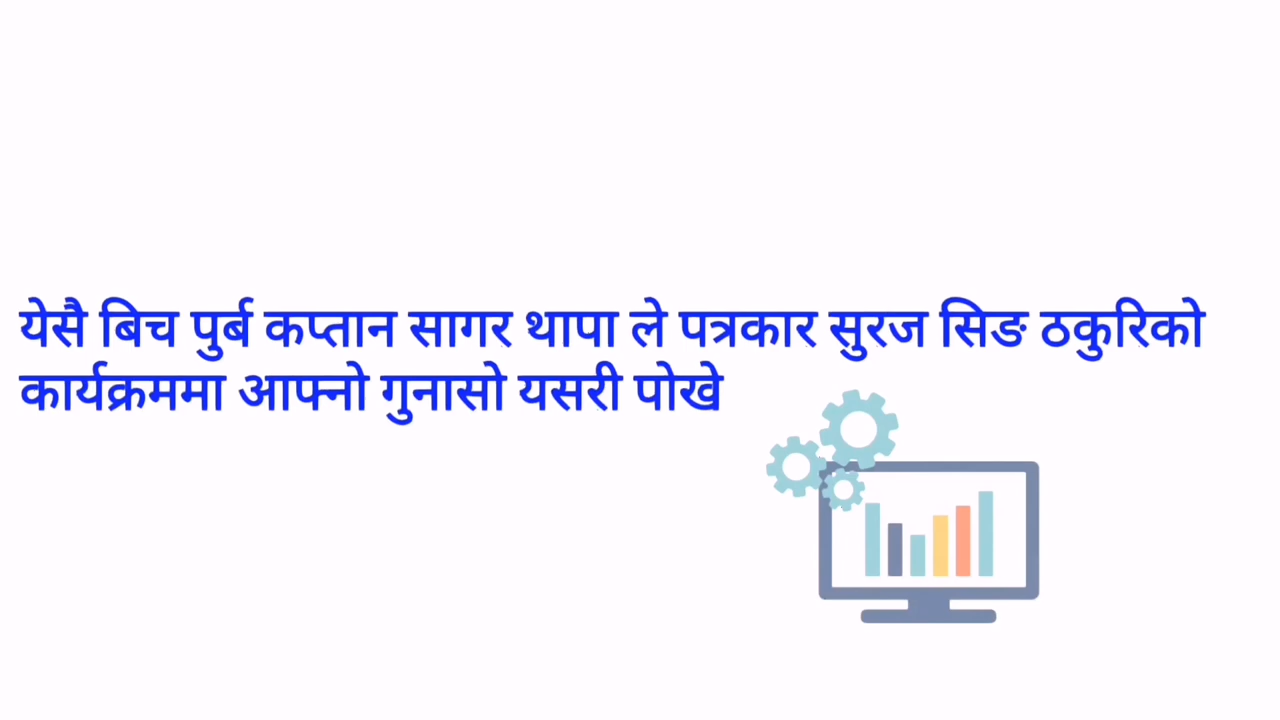 येसै बिच पुर्ब कप्तान सागर थापा ले पत्रकार सुरज सिङ ठकुरिको
कार्यक्रममा आफ्नो गुनासो यसरी पोखे